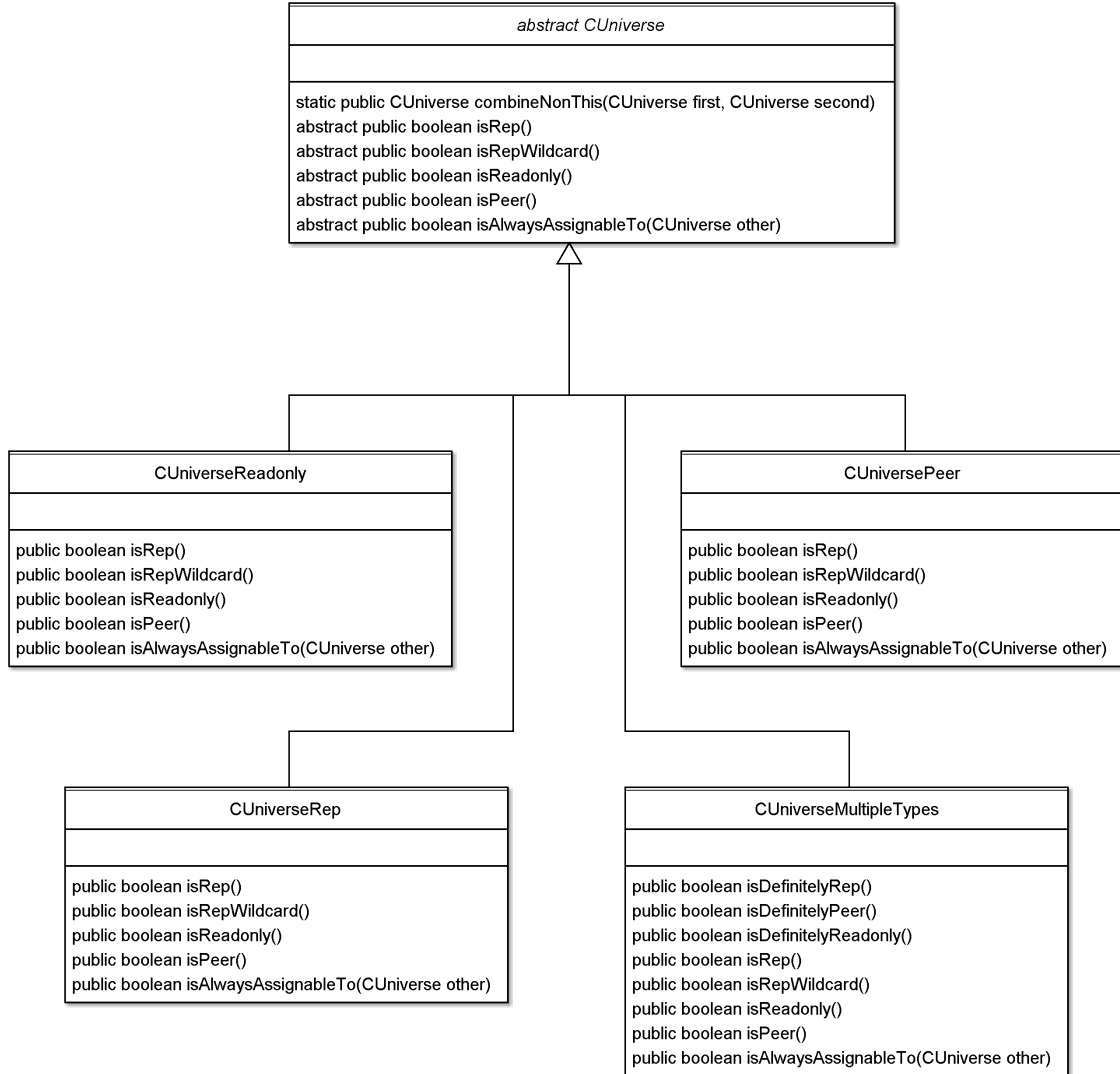 abstract CUniverse
static public CUniverse combineNonThis(CUniverse first, CUniverse second)
abstract public boolean isRep()
abstract public boolean isRepWildcard()
abstract public boolean isReadonly()
abstract public boolean isPeer()
abstract public boolean isAlwaysAssignableTo(CUniverse other)
CUniverseReadonly
public boolean isRep()
public boolean isRepWildcard()
public boolean isReadonly()
public boolean isPeer()
public boolean isAlwaysAssignableTo(CUniverse other)
CUniversePeer
public boolean isRep()
public boolean isRepWildcard()
public boolean isReadonly()
public boolean isPeer()
public boolean isAlwaysAssignableTo(CUniverse other)
CUniverseRep
public boolean isRep()
public boolean isRepWildcard()
public boolean isReadonly()
public boolean isPeer()
public boolean isAlwaysAssignableTo(CUniverse other)
CUniverseMultipleTypes
public boolean isDefinitelyRep()
public boolean isDefinitelyPeer()
public boolean isDefinitelyReadonly()
public boolean isRep()
public boolean isRepWildcard()
public boolean isReadonly()
public boolean isPeer()
public boolean isAlwaysAssignableTo(CUniverse other)